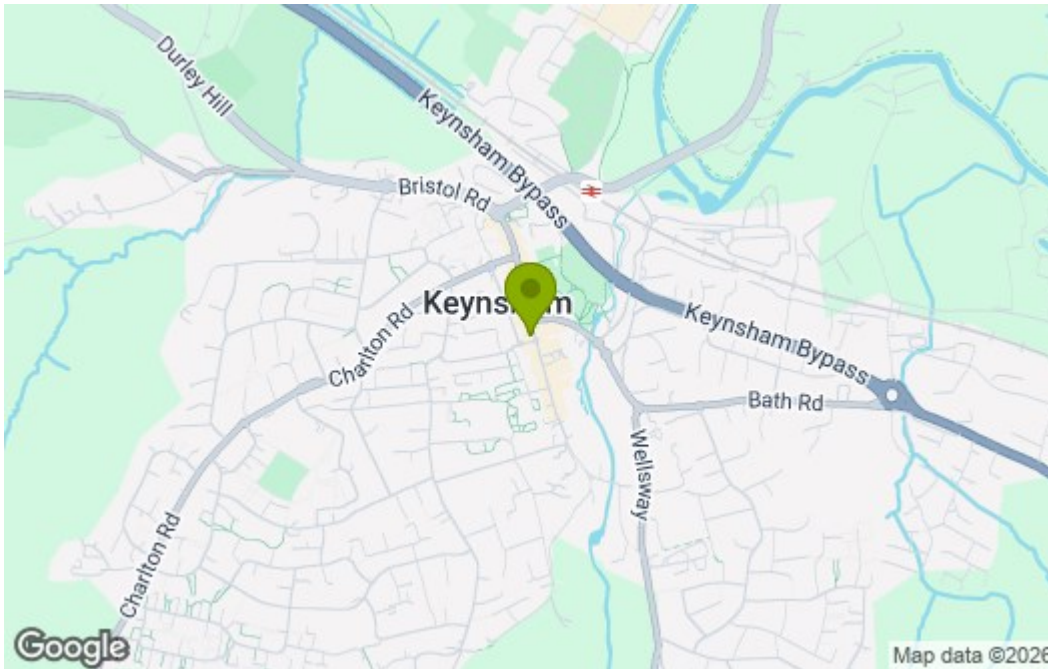 Durley Hill
Keynsham Bypass
Bristol Rd
Keynsham
Charlton Rd
Keynsham Bypass
Bath Rd
Wellsway
Charlton Rd
Google
Map data ©2026